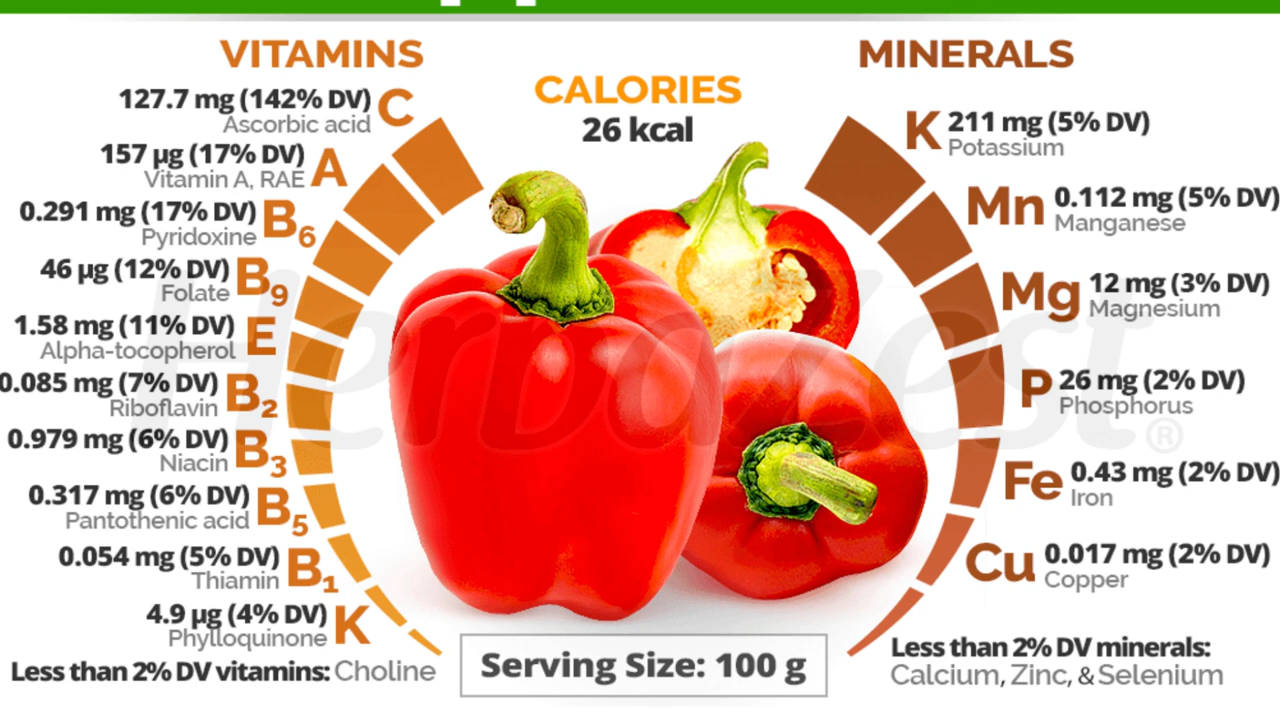 VITAMINS
127.7 mg (142% DV) C
Ascorbic acid
157 µg (17% DV) A
Vitamin A, RAE
0.291 mg (17% DV) B6
Pyridoxine
46 µg (12% DV) B9
Folate
1.58 mg (11% DV) E
Alpha-tocopherol
0.085 mg (7% DV) B2
Riboflavin
0.979 mg (6% DV) B3
Niacin
0.317 mg (6% DV) B5
Pantothenic acid
0.054 mg (5% DV) B1
Thiamin
4.9 µg (4% DV) K
Phylloquinone
Less than 2% DV vitamins: Choline
CALORIES
26 kcal
MINERALS
K 211 mg (5% DV)
Potassium
Mn 0.112 mg (5% DV)
Manganese
Mg 12 mg (3% DV)
Magnesium
P 26 mg (2% DV)
Phosphorus
Fe 0.43 mg (2% DV)
Iron
Cu 0.017 mg (2% DV)
Copper
Less than 2% DV minerals:
Calcium, Zinc, & Selenium
Serving Size: 100 g
HerbaZest ®